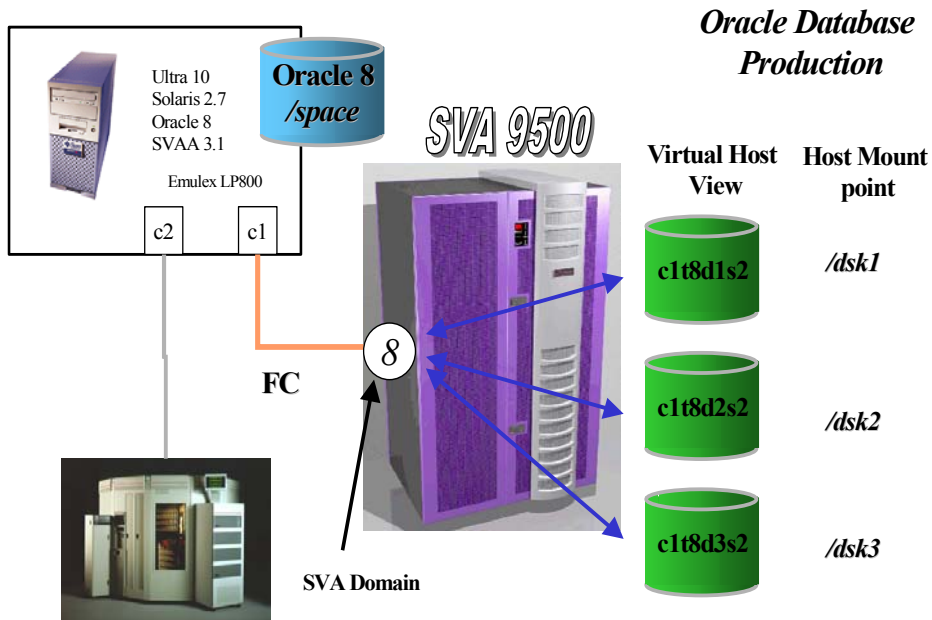 Oracle Database
Production
Ultra 10
Solaris 2.7
Oracle 8
SVAA 3.1
Emulex LP800
c2
c1
Oracle 8
/space
SVA 9500
Virtual Host
View
Host Mount
point
c1t8d1s2
/dsk1
8
FC
c1t8d2s2
/dsk2
c1t8d3s2
/dsk3
SVA Domain